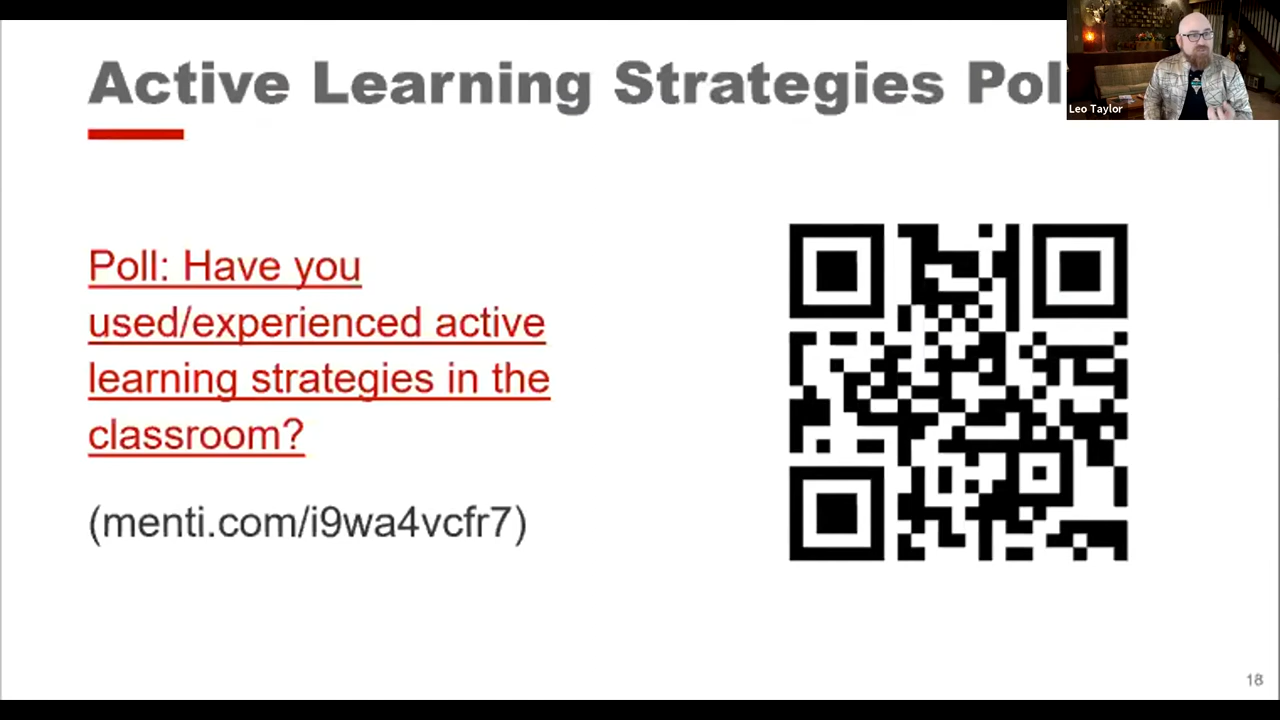 Active Learning Strategies Pol
Leo Taylor
Poll: Have you
used/experienced active
learning strategies in the
classroom?
(menti.com/i9wa4vcfr7)
18